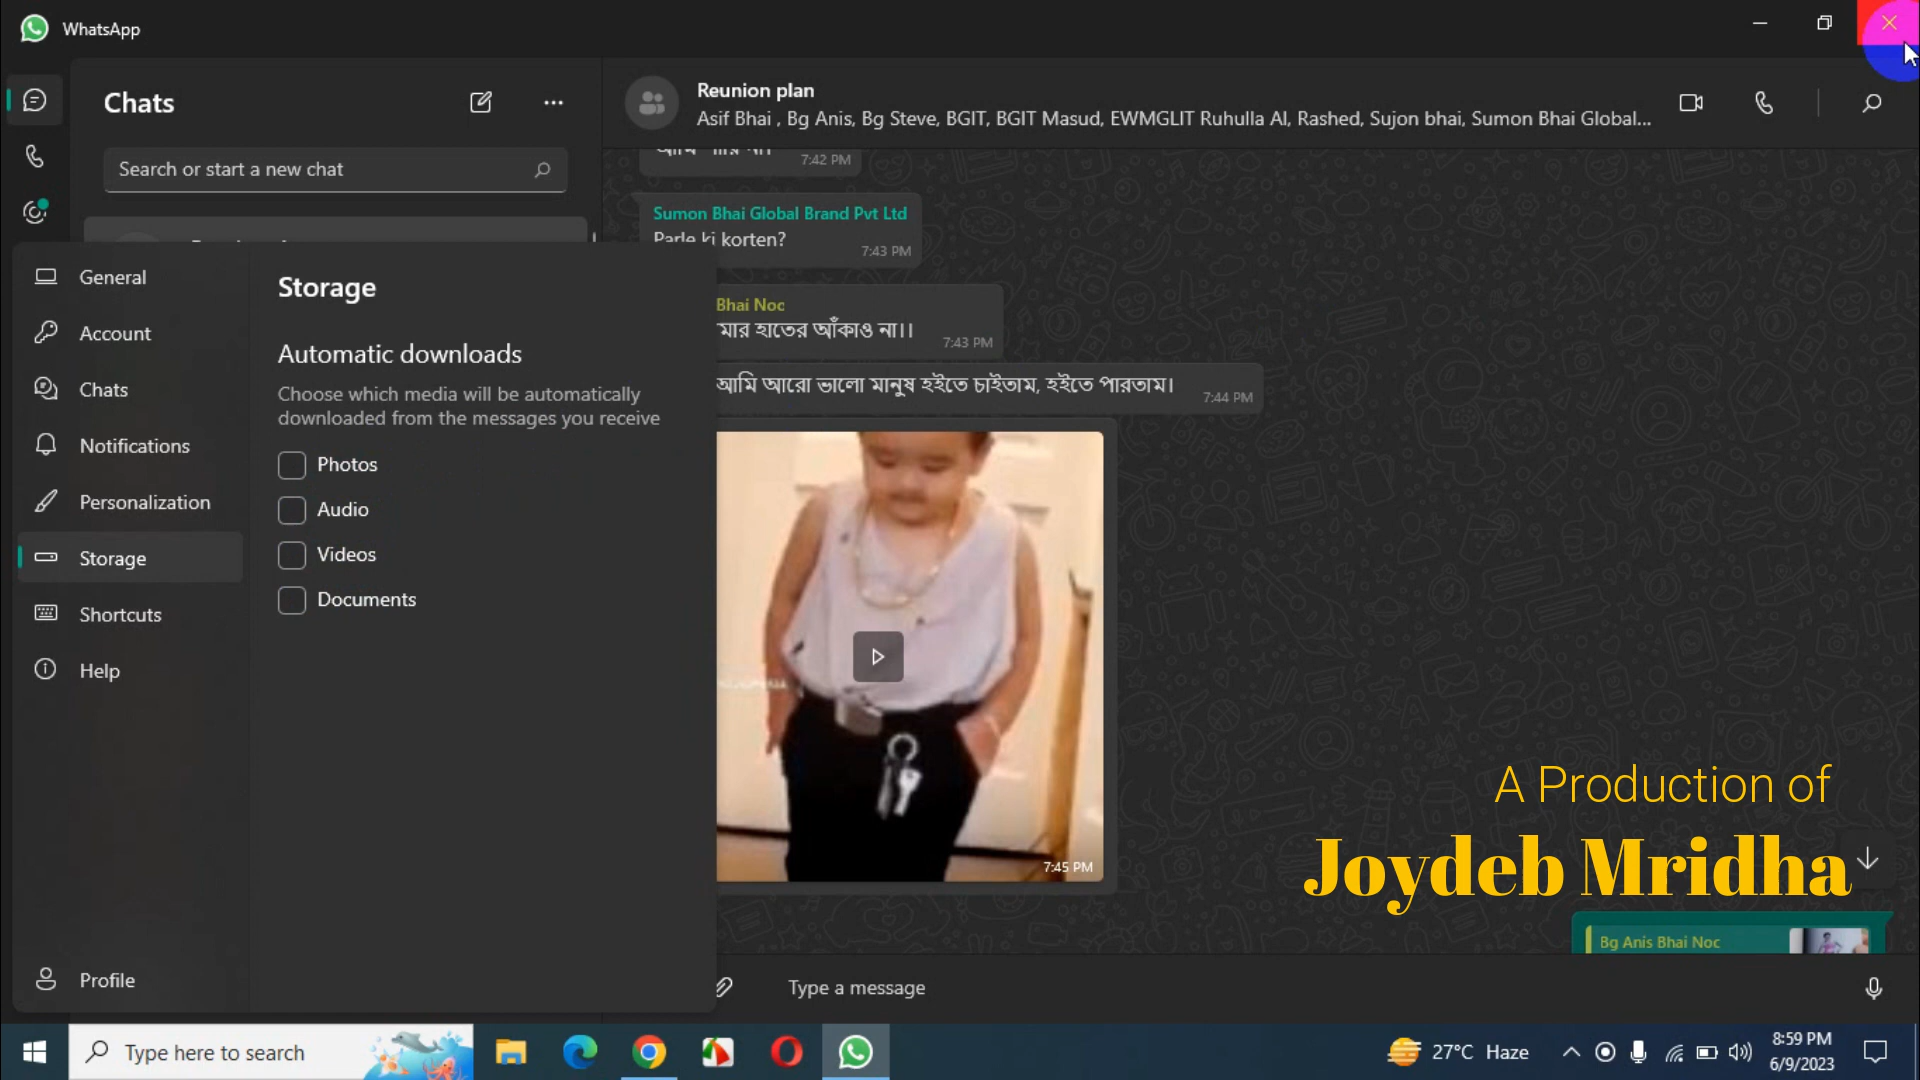 WhatsApp
Chats
Search or start a new chat
General
Account
Chats
Notifications
Personalization
Storage
Shortcuts
Help
Profile
Storage
Automatic downloads
Choose which media will be automatically
downloaded from the messages you receive
Photos
Audio
Videos
Documents
Reunion plan
Asif Bhai , Bg Anis, Bg Steve, BGIT, BGIT Masud, EWMGLIT Ruhulla Al, Rashed, Sujon bhai, Sumon Bhai Global...
7:42 PM
Sumon Bhai Global Brand Pvt Ltd
Parle ki korten?
7:43 PM
Bhai Noc
মার হাতের আঁকাও না।।
7:43 PM
আমি আরো ভালো মানুষ হইতে চাইতাম, হইতে পারতাম।
7:44 PM
7:45 PM
A Production of
Joydeb Mridha
Bg Anis Bhai Noc
Type a message
Type here to search
27°C Haze
8:59 PM
6/9/2023